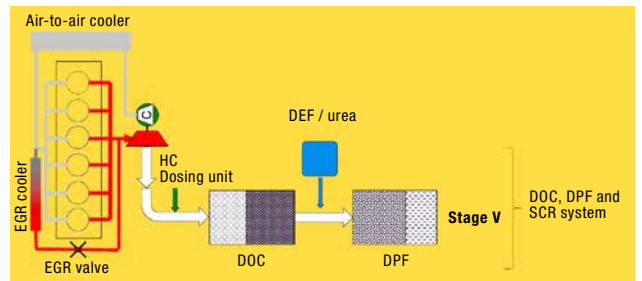 Air-to-air cooler
C
EGR cooler
EGR valve
HC
Dosing unit
DEF / urea
DOC
DPF
Stage V
DOC, DPF and
SCR system